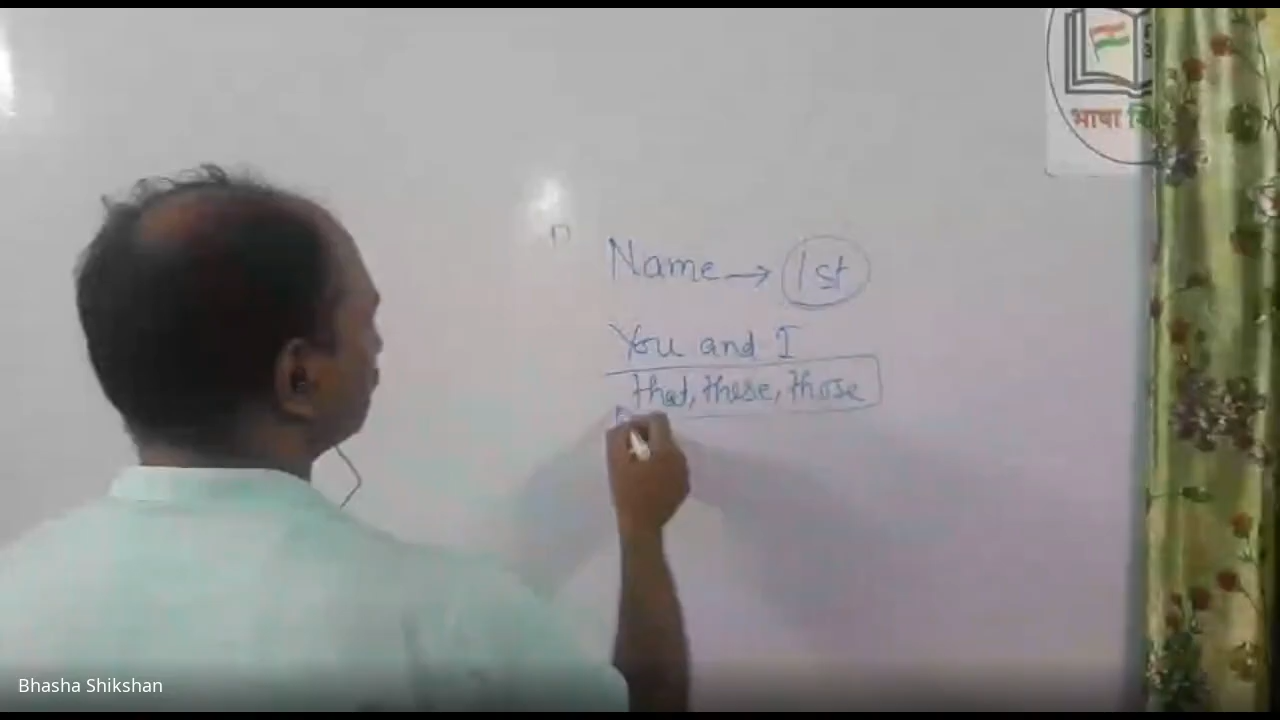 भाषा
Name → 1st
You and I
that, these, those
Bhasha Shikshan